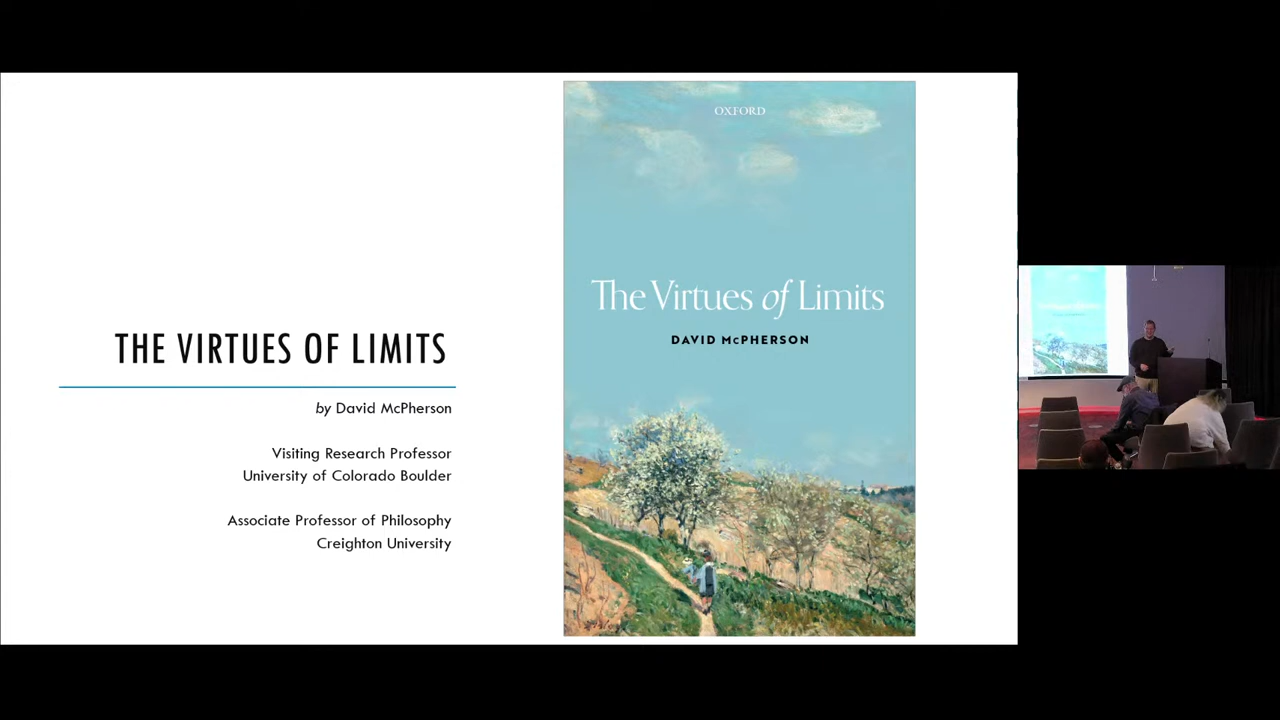 THE VIRTUES OF LIMITS
by David McPherson
Visiting Research Professor
University of Colorado Boulder
Associate Professor of Philosophy
Creighton University
OXFORD
The Virtues of Limits
DAVID McPHERSON